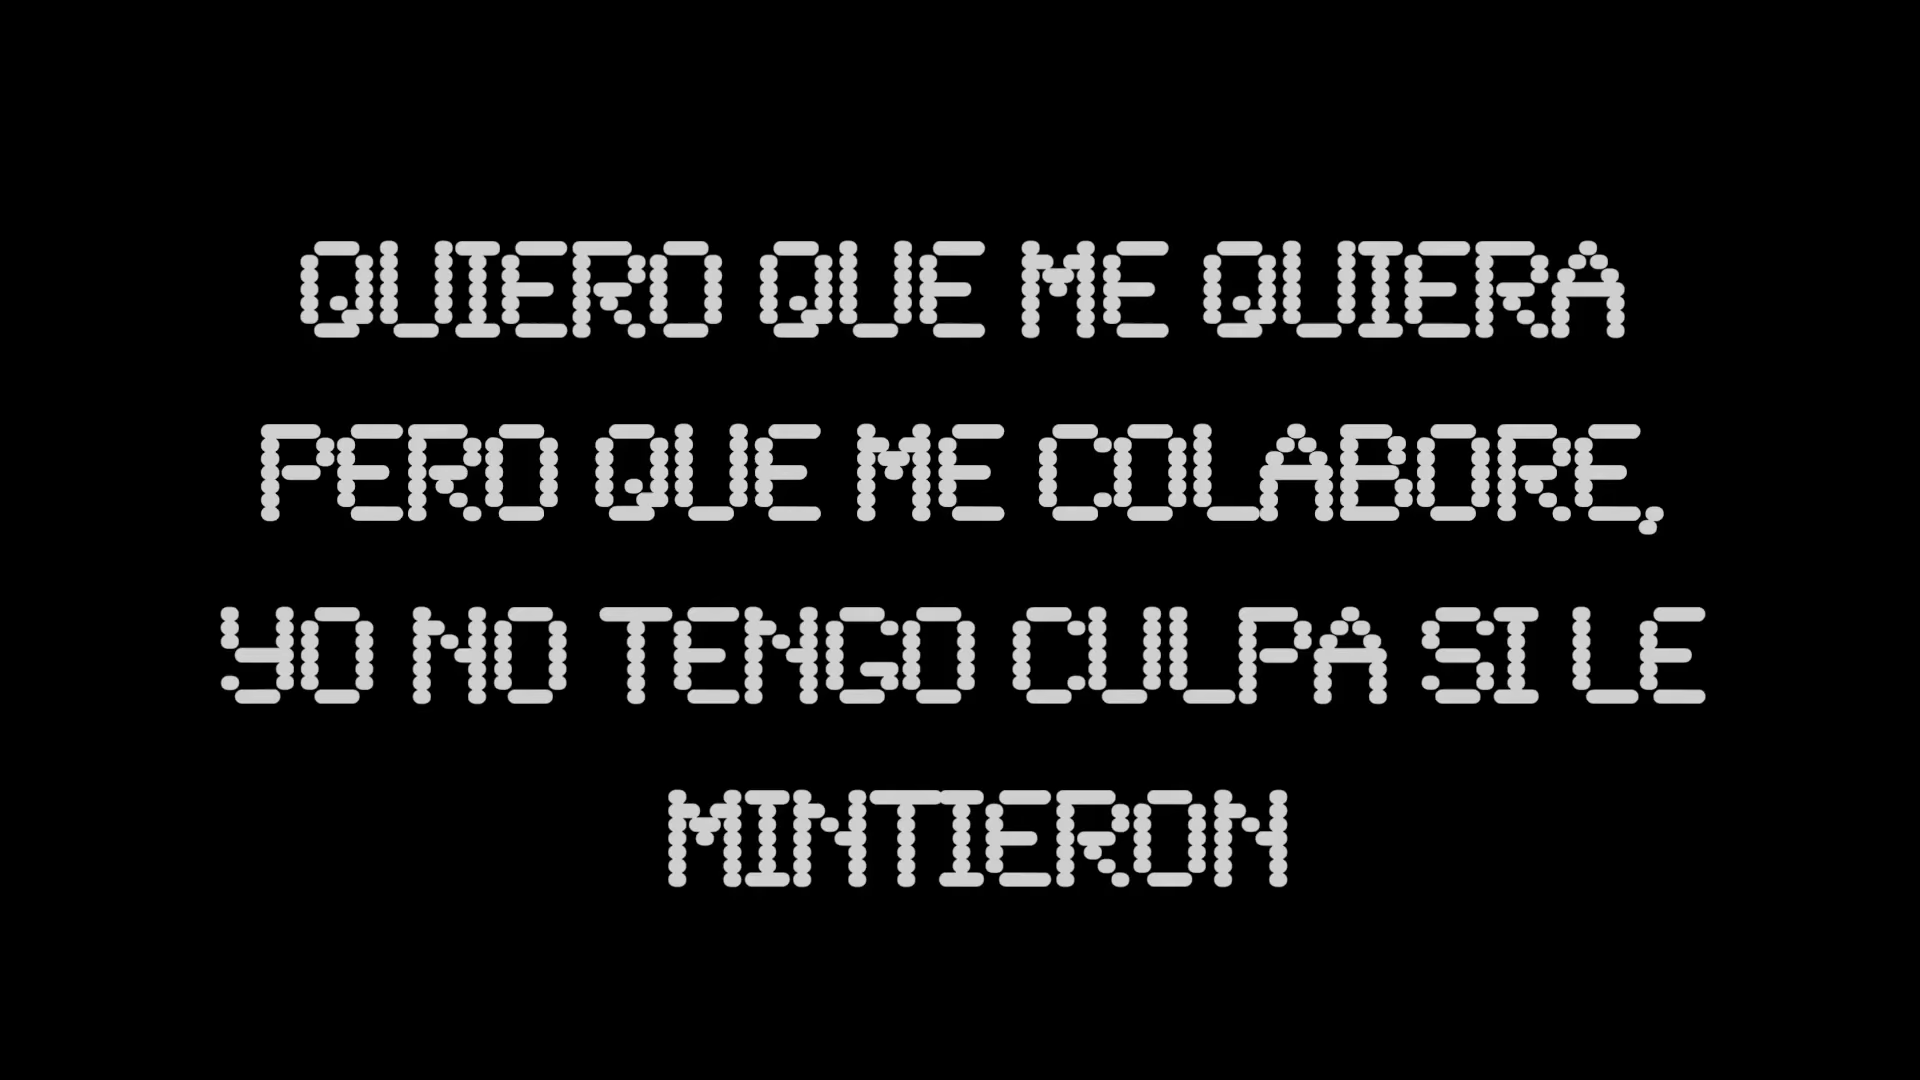 QUIERO QUE ME QUIERA
PERO QUE ME COLABORE,
YO NO TENGO CULPA SI LE
MINTIERON